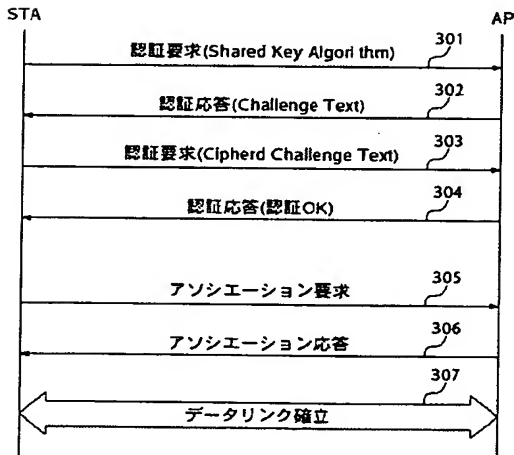 STA
AP
認証要求(Shared Key Algori thm)
301
認証応答(Challenge Text)
302
認証要求(Cipherd Challenge Text)
303
認証応答(認証OK)
304
アソシエーション要求
305
アソシエーション応答
306
データリンク確立
307